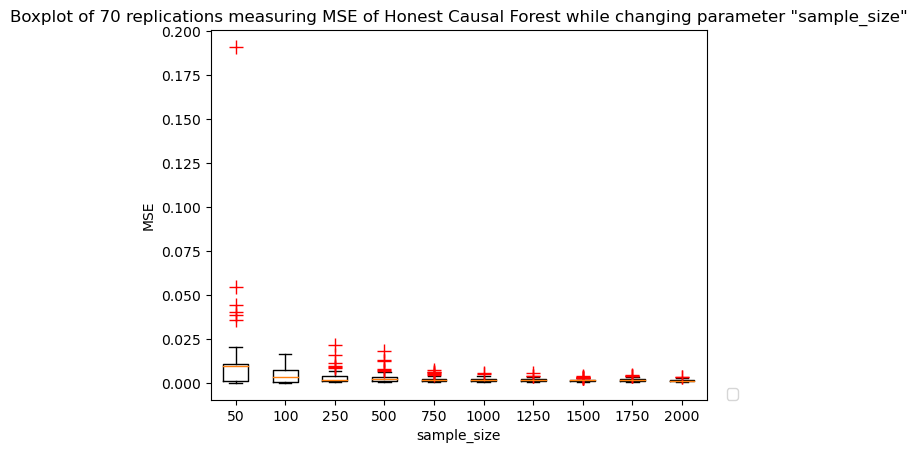 Boxplot of 70 replications measuring MSE of Honest Causal Forest while changing parameter "sample_size"
0.200
0.175
0.150
0.125
0.100
0.075
0.050
0.025
0.000
MSE
50 100 250 500 750 1000 1250 1500 1750 2000
sample_size